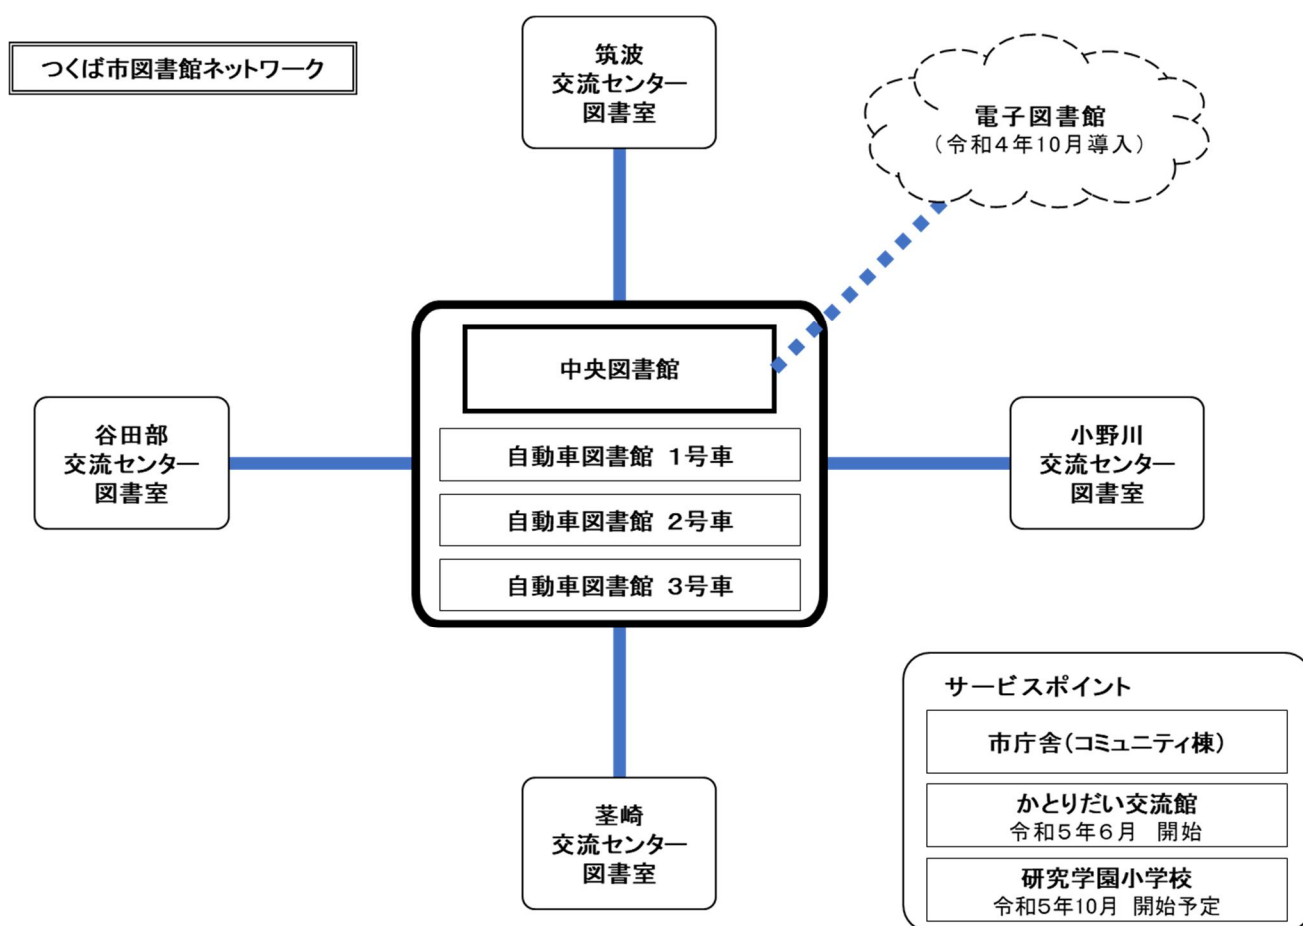 つくば市図書館ネットワーク
筑波
交流センター
図書室
電子図書館
（令和４年10月導入）
中央図書館
自動車図書館 １号車
自動車図書館 ２号車
自動車図書館 ３号車
谷田部
交流センター
図書室
小野川
交流センター
図書室
茎崎
交流センター
図書室
サービスポイント
市庁舎（コミュニティ棟）
かとりだい交流館
令和５年６月　開始
研究学園小学校
令和５年10月 開始予定